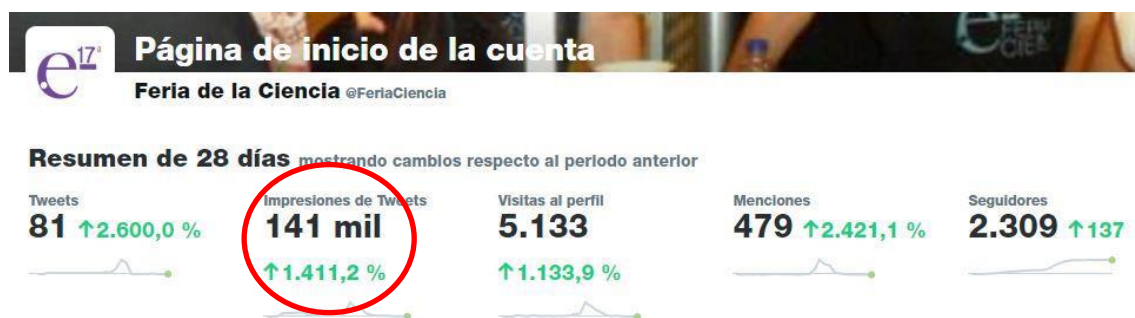 e 17ª
Página de inicio de la cuenta
Feria de la Ciencia @FeriaCiencia
Resumen de 28 días mostrando cambios respecto al periodo anterior
Tweets
81 ↑2.600,0 %
Impresiones de Tweets
141 mil
↑1.411,2 %
Visitas al perfil
5.133
↑1.133,9 %
Menciones
479 ↑2.421,1 %
Seguidores
2.309 ↑137